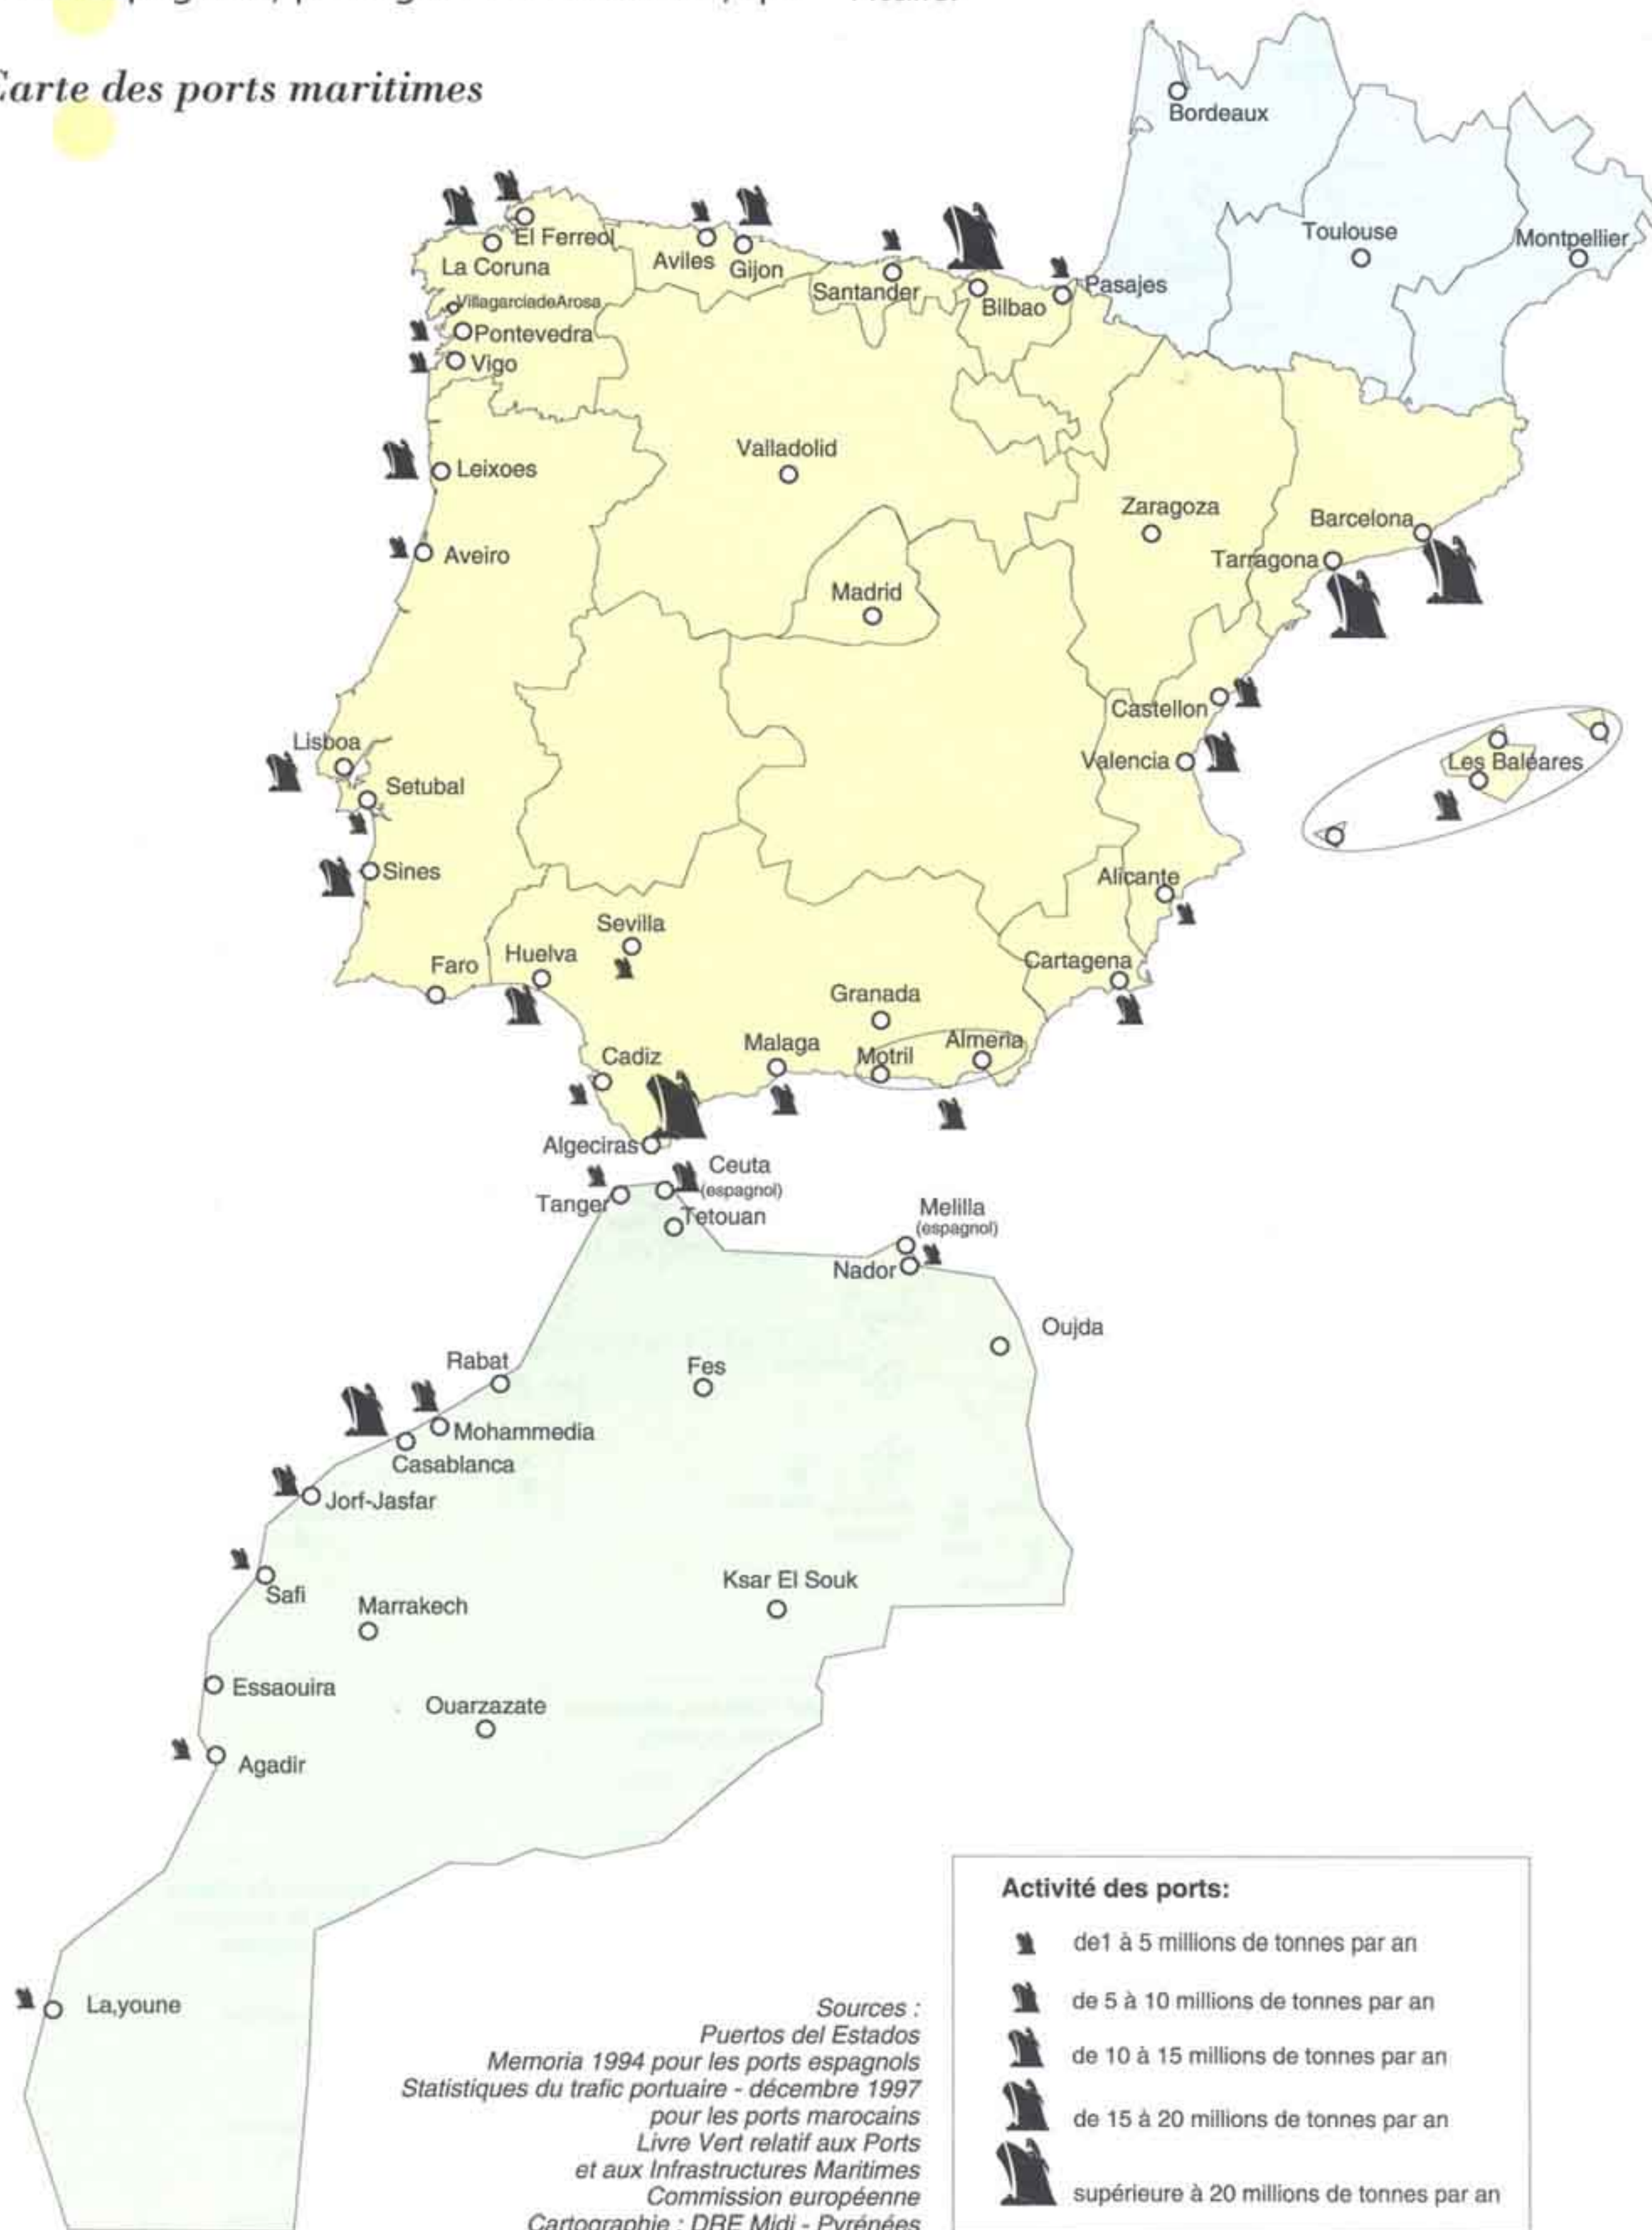 Carte des ports maritimes
Bordeaux
Toulouse
Montpellier
El Ferreol
La Coruna
Aviles
Gijon
Santander
Bilbao
Pasajes
VillagarciadeArosa
Pontevedra
Vigo
Leixoes
Valladolid
Zaragoza
Barcelona
Aveiro
Tarragona
Madrid
Castellon
Lisboa
Valencia
Les Baléares
Setubal
Sines
Alicante
Sevilla
Huelva
Faro
Cartagena
Granada
Cadiz
Malaga
Motril
Almeria
Algeciras
Ceuta
(espagnol)
Tanger
Tetouan
Melilla
(espagnol)
Nador
Oujda
Rabat
Fes
Mohammedia
Casablanca
Jorf-Jasfar
Safi
Ksar El Souk
Marrakech
Essaouira
Ouarzazate
Agadir
La,youne
Sources :
Puertos del Estados
Memoria 1994 pour les ports espagnols
Statistiques du trafic portuaire - décembre 1997
pour les ports marocains
Livre Vert relatif aux Ports
et aux Infrastructures Maritimes
Commission européenne
Cartographie : DRE Midi - Pyrénées
Activité des ports:
de1 à 5 millions de tonnes par an
de 5 à 10 millions de tonnes par an
de 10 à 15 millions de tonnes par an
de 15 à 20 millions de tonnes par an
supérieure à 20 millions de tonnes par an